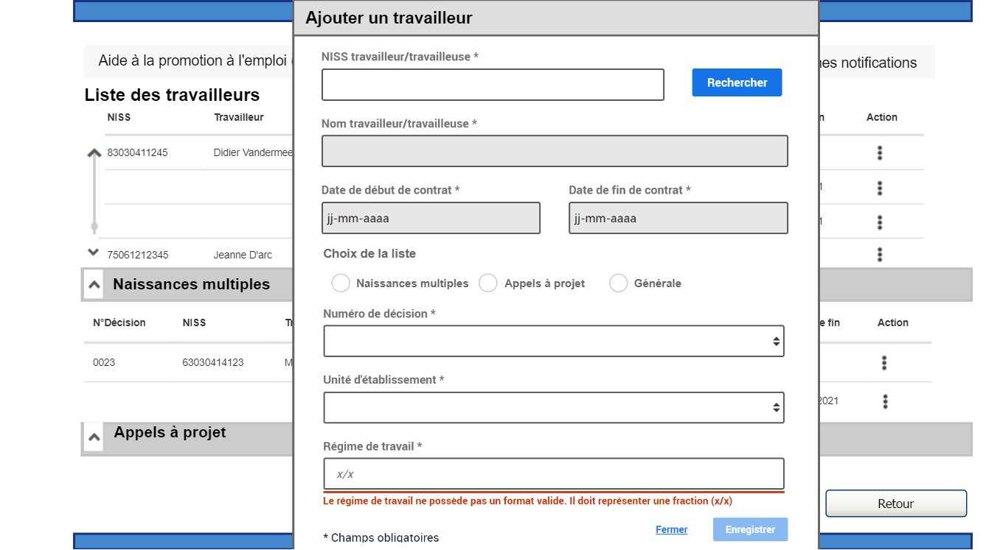 Ajouter un travailleur
NISS travailleur/travailleuse *
Rechercher
Nom travailleur/travailleuse *
Date de début de contrat * Date de fin de contrat *
jj-mm-aaaa jj-mm-aaaa
Choix de la liste
Naissances multiples Appels à projet Générale
Numéro de décision *
Unité d'établissement *
Régime de travail *
x/x
Le régime de travail ne possède pas un format valide. Il doit représenter une fraction (x/x)
* Champs obligatoires
Fermer Enregistrer
Aide à la promotion à l'emploi
notifications
Liste des travailleurs
NISS Travailleur Action
83030411245 Didier
75061212345 Jeanne D'arc
Naissances multiples
N°Décision NISS fin Action
0023 63030414123
2021
Appels à projet
Retour